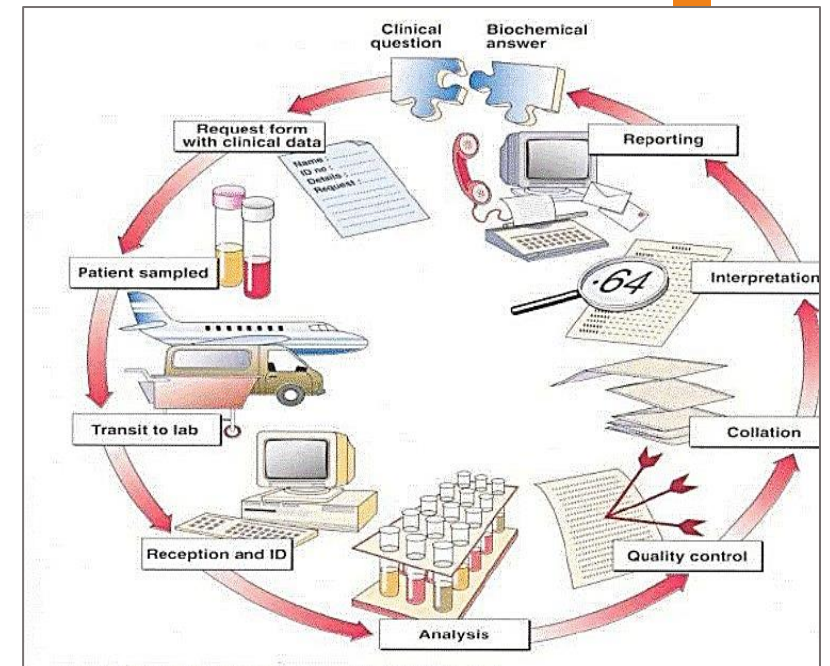 Clinical
question
Biochemical
answer
Request form
with clinical data
Name :
ID no :
Details :
Request :
Reporting
Patient sampled
.64
Interpretation
Transit to lab
Collation
Reception and ID
Quality control
Analysis